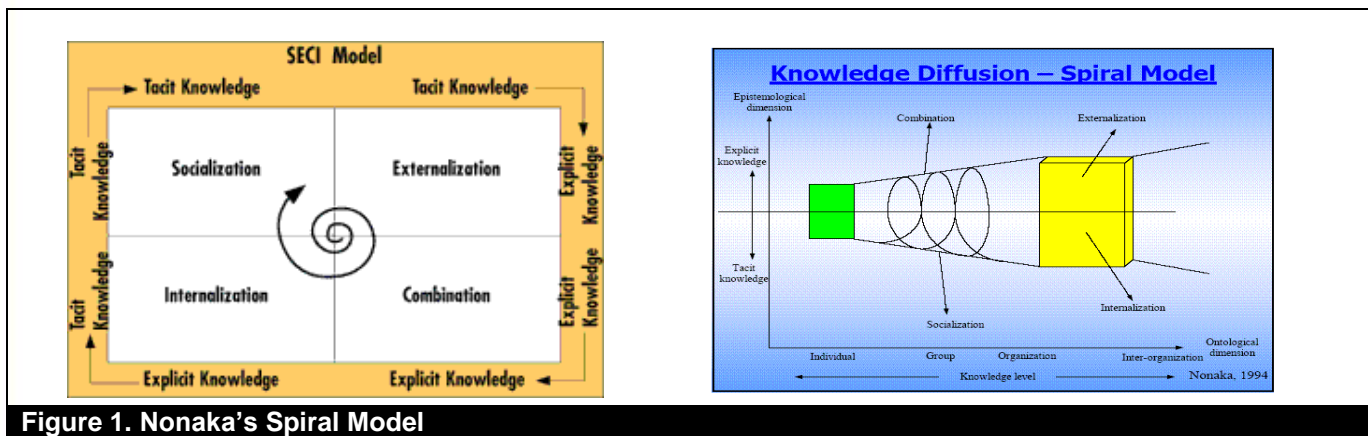 SECI Model
Tacit Knowledge
Tacit Knowledge
Tacit
Knowledge
Socialization
Externalization
Explicit
Knowledge
Tacit
Knowledge
Internalization
Combination
Explicit
Knowledge
Explicit Knowledge
Explicit Knowledge
Knowledge Diffusion – Spiral Model
Epistemological
dimension
Combination
Externalization
Explicit
knowledge
Tacit
knowledge
Internalization
Socialization
Individual
Group
Organization
Inter-organization
Ontological
dimension
Knowledge level
Nonaka, 1994
Figure 1. Nonaka's Spiral Model